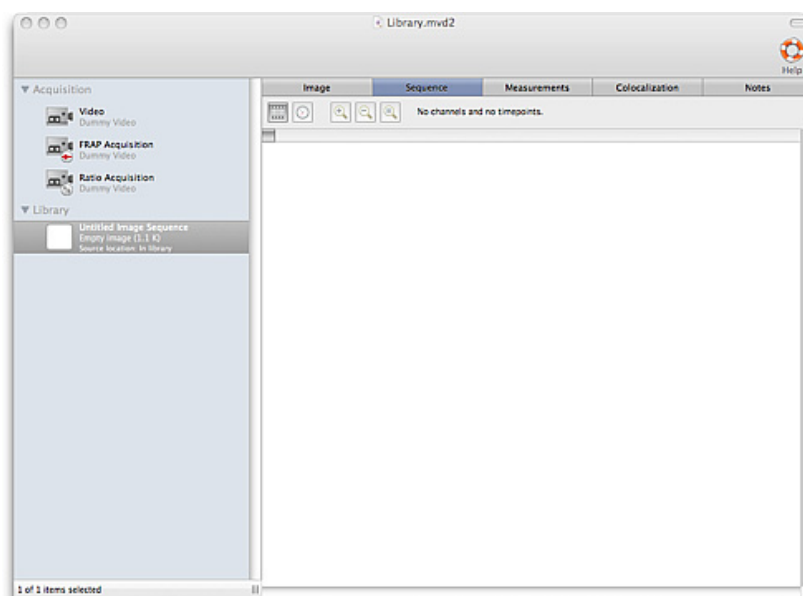 Library.mvd2
Help
Acquisition
Video
Dummy Video
FRAP Acquisition
Dummy Video
Ratio Acquisition
Dummy Video
Library
Untitled Image Sequence
Empty image (1.1 K)
Source location: In library
1 of 1 items selected
Image Sequence Measurements Colocalization Notes
No channels and no timepoints.